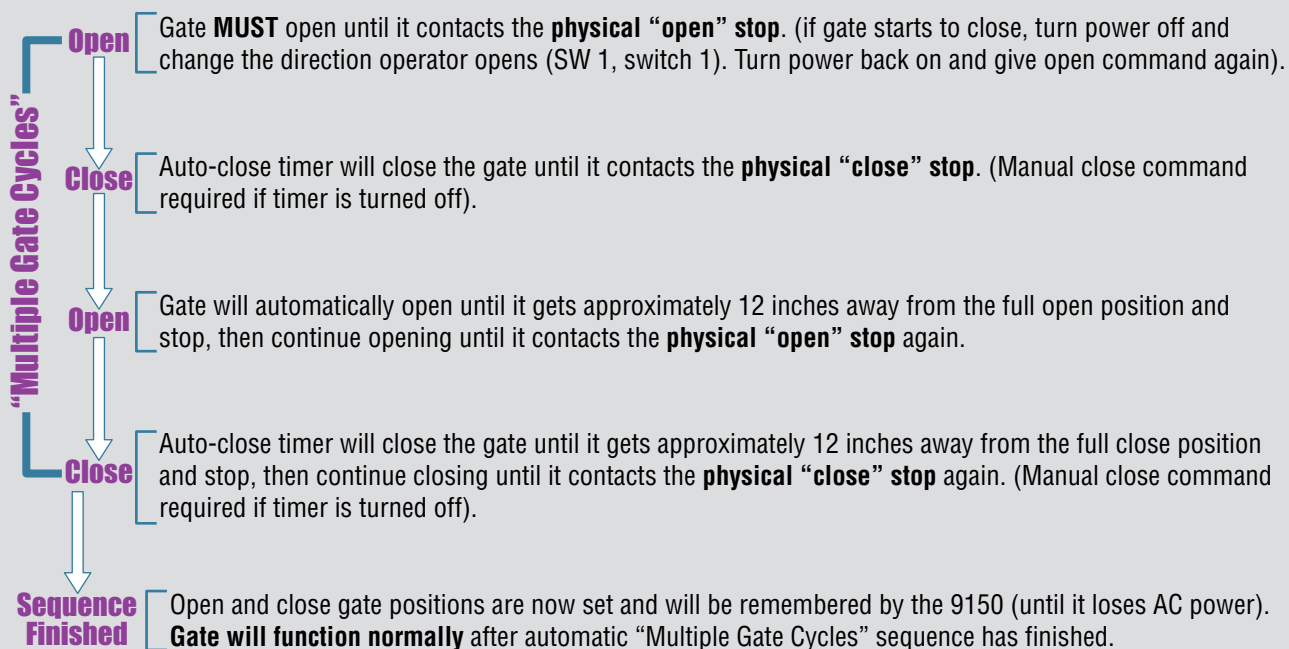 "Multiple Gate Cycles"
Open
Gate MUST open until it contacts the physical “open” stop. (if gate starts to close, turn power off and
change the direction operator opens (SW 1, switch 1). Turn power back on and give open command again).
Close
Auto-close timer will close the gate until it contacts the physical “close” stop. (Manual close command
required if timer is turned off).
Open
Gate will automatically open until it gets approximately 12 inches away from the full open position and
stop, then continue opening until it contacts the physical “open” stop again.
Close
Auto-close timer will close the gate until it gets approximately 12 inches away from the full close position
and stop, then continue closing until it contacts the physical “close” stop again. (Manual close command
required if timer is turned off).
Sequence
Finished
Open and close gate positions are now set and will be remembered by the 9150 (until it loses AC power).
Gate will function normally after automatic “Multiple Gate Cycles” sequence has finished.